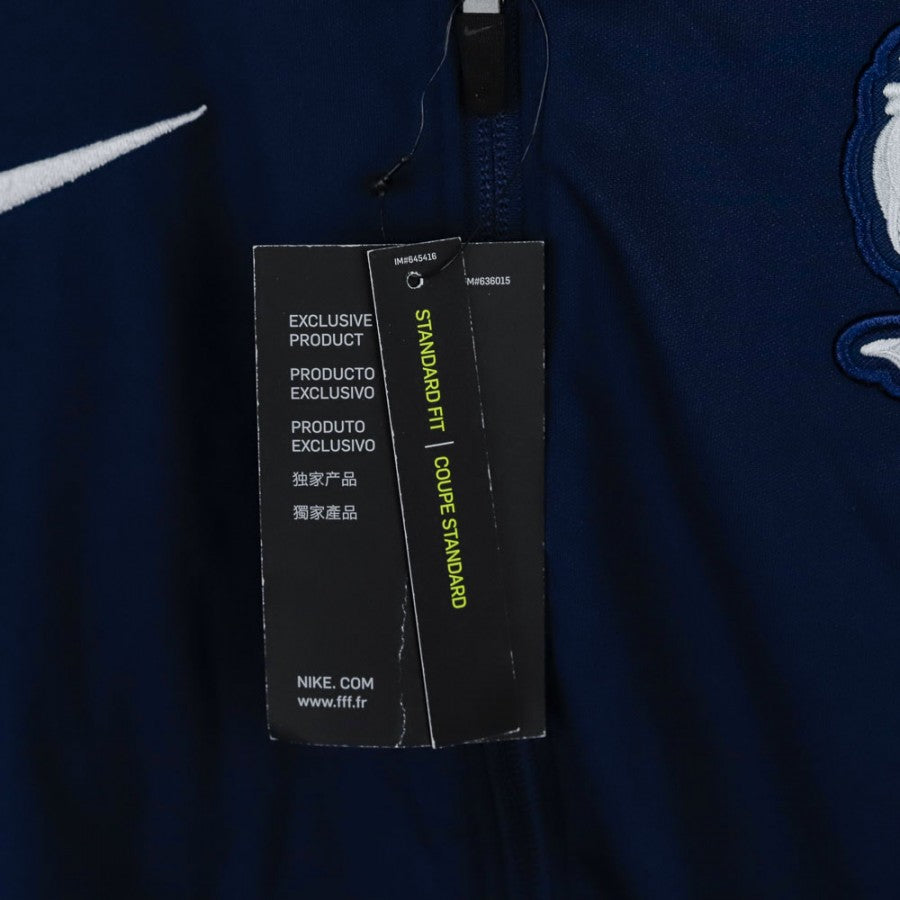 IM#645416
M#636015
STANDARD FIT | COUPE STANDARD
EXCLUSIVE
PRODUCT
PRODUCTO
EXCLUSIVO
PRODUTO
EXCLUSIVO
独家产品
獨家產品
NIKE. COM
www.fff.fr